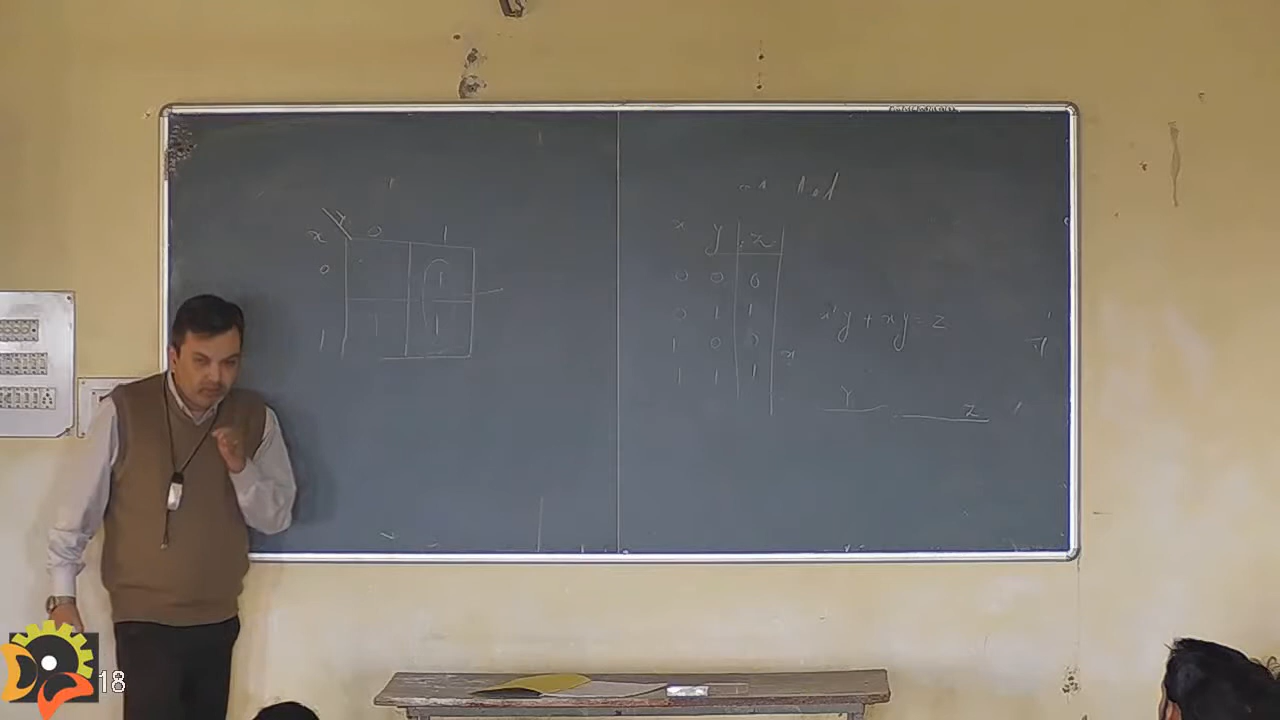 x Y 0 1
0 1
1 1 1
x y z
0 0 0
0 1 1
1 0 0
1 1 1
x'y + xy = z
x
Y z
18